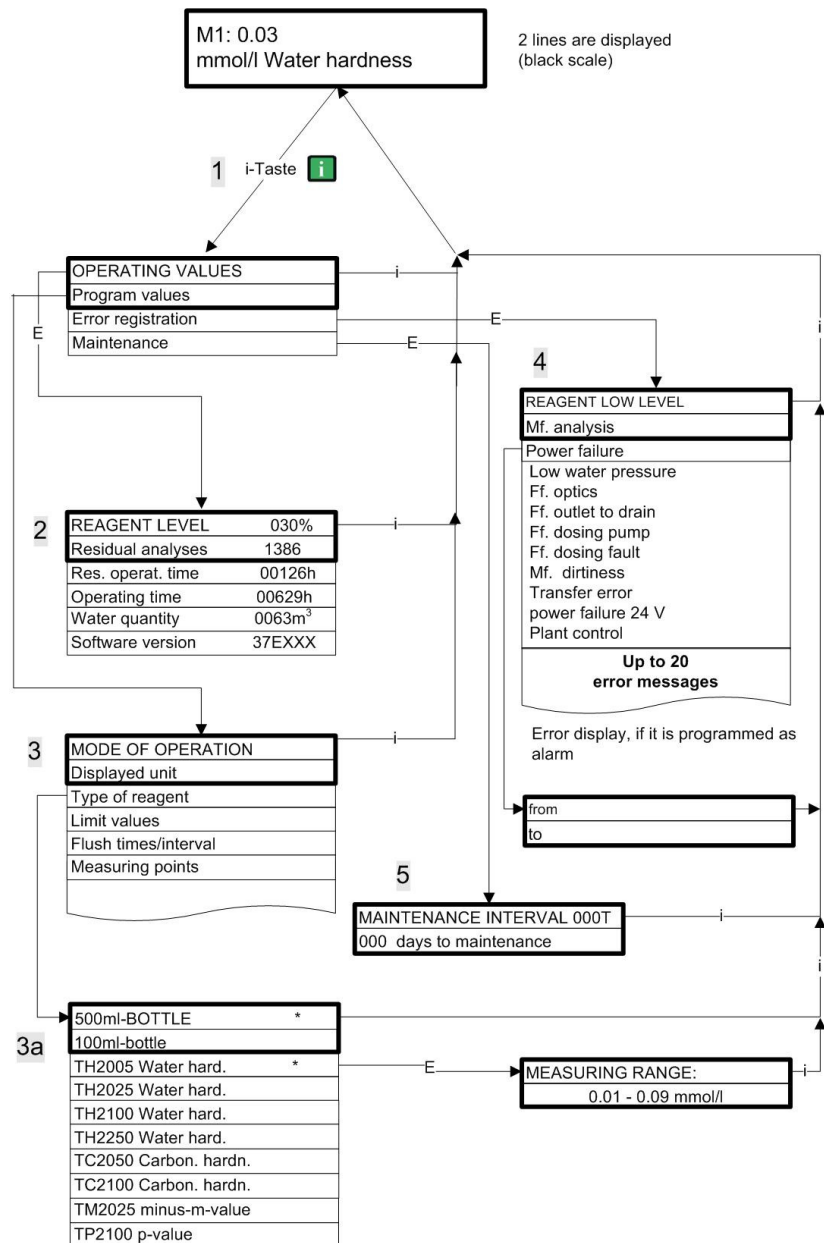 M1: 0.03
mmol/l Water hardness
2 lines are displayed
(black scale)
1 i-Taste i
OPERATING VALUES
Program values
Error registration
Maintenance
i
E
E
E
i
4
REAGENT LOW LEVEL
Mf. analysis
Power failure
Low water pressure
Ff. optics
Ff. outlet to drain
Ff. dosing pump
Ff. dosing fault
Mf. dirtiness
Transfer error
power failure 24 V
Plant control
Up to 20
error messages
Error display, if it is programmed as
alarm
from
to
2
REAGENT LEVEL 030%
Residual analyses 1386
Res. operat. time 00126h
Operating time 00629h
Water quantity 0063m³
Software version 37EXXX
i
3
MODE OF OPERATION
Displayed unit
Type of reagent
Limit values
Flush times/interval
Measuring points
i
5
MAINTENANCE INTERVAL 000T
000 days to maintenance
i
i
3a
500ml-BOTTLE *
100ml-bottle
TH2005 Water hard. *
TH2025 Water hard.
TH2100 Water hard.
TH2250 Water hard.
TC2050 Carbon. hardn.
TC2100 Carbon. hardn.
TM2025 minus-m-value
TP2100 p-value
E
MEASURING RANGE:
0.01 - 0.09 mmol/l
i